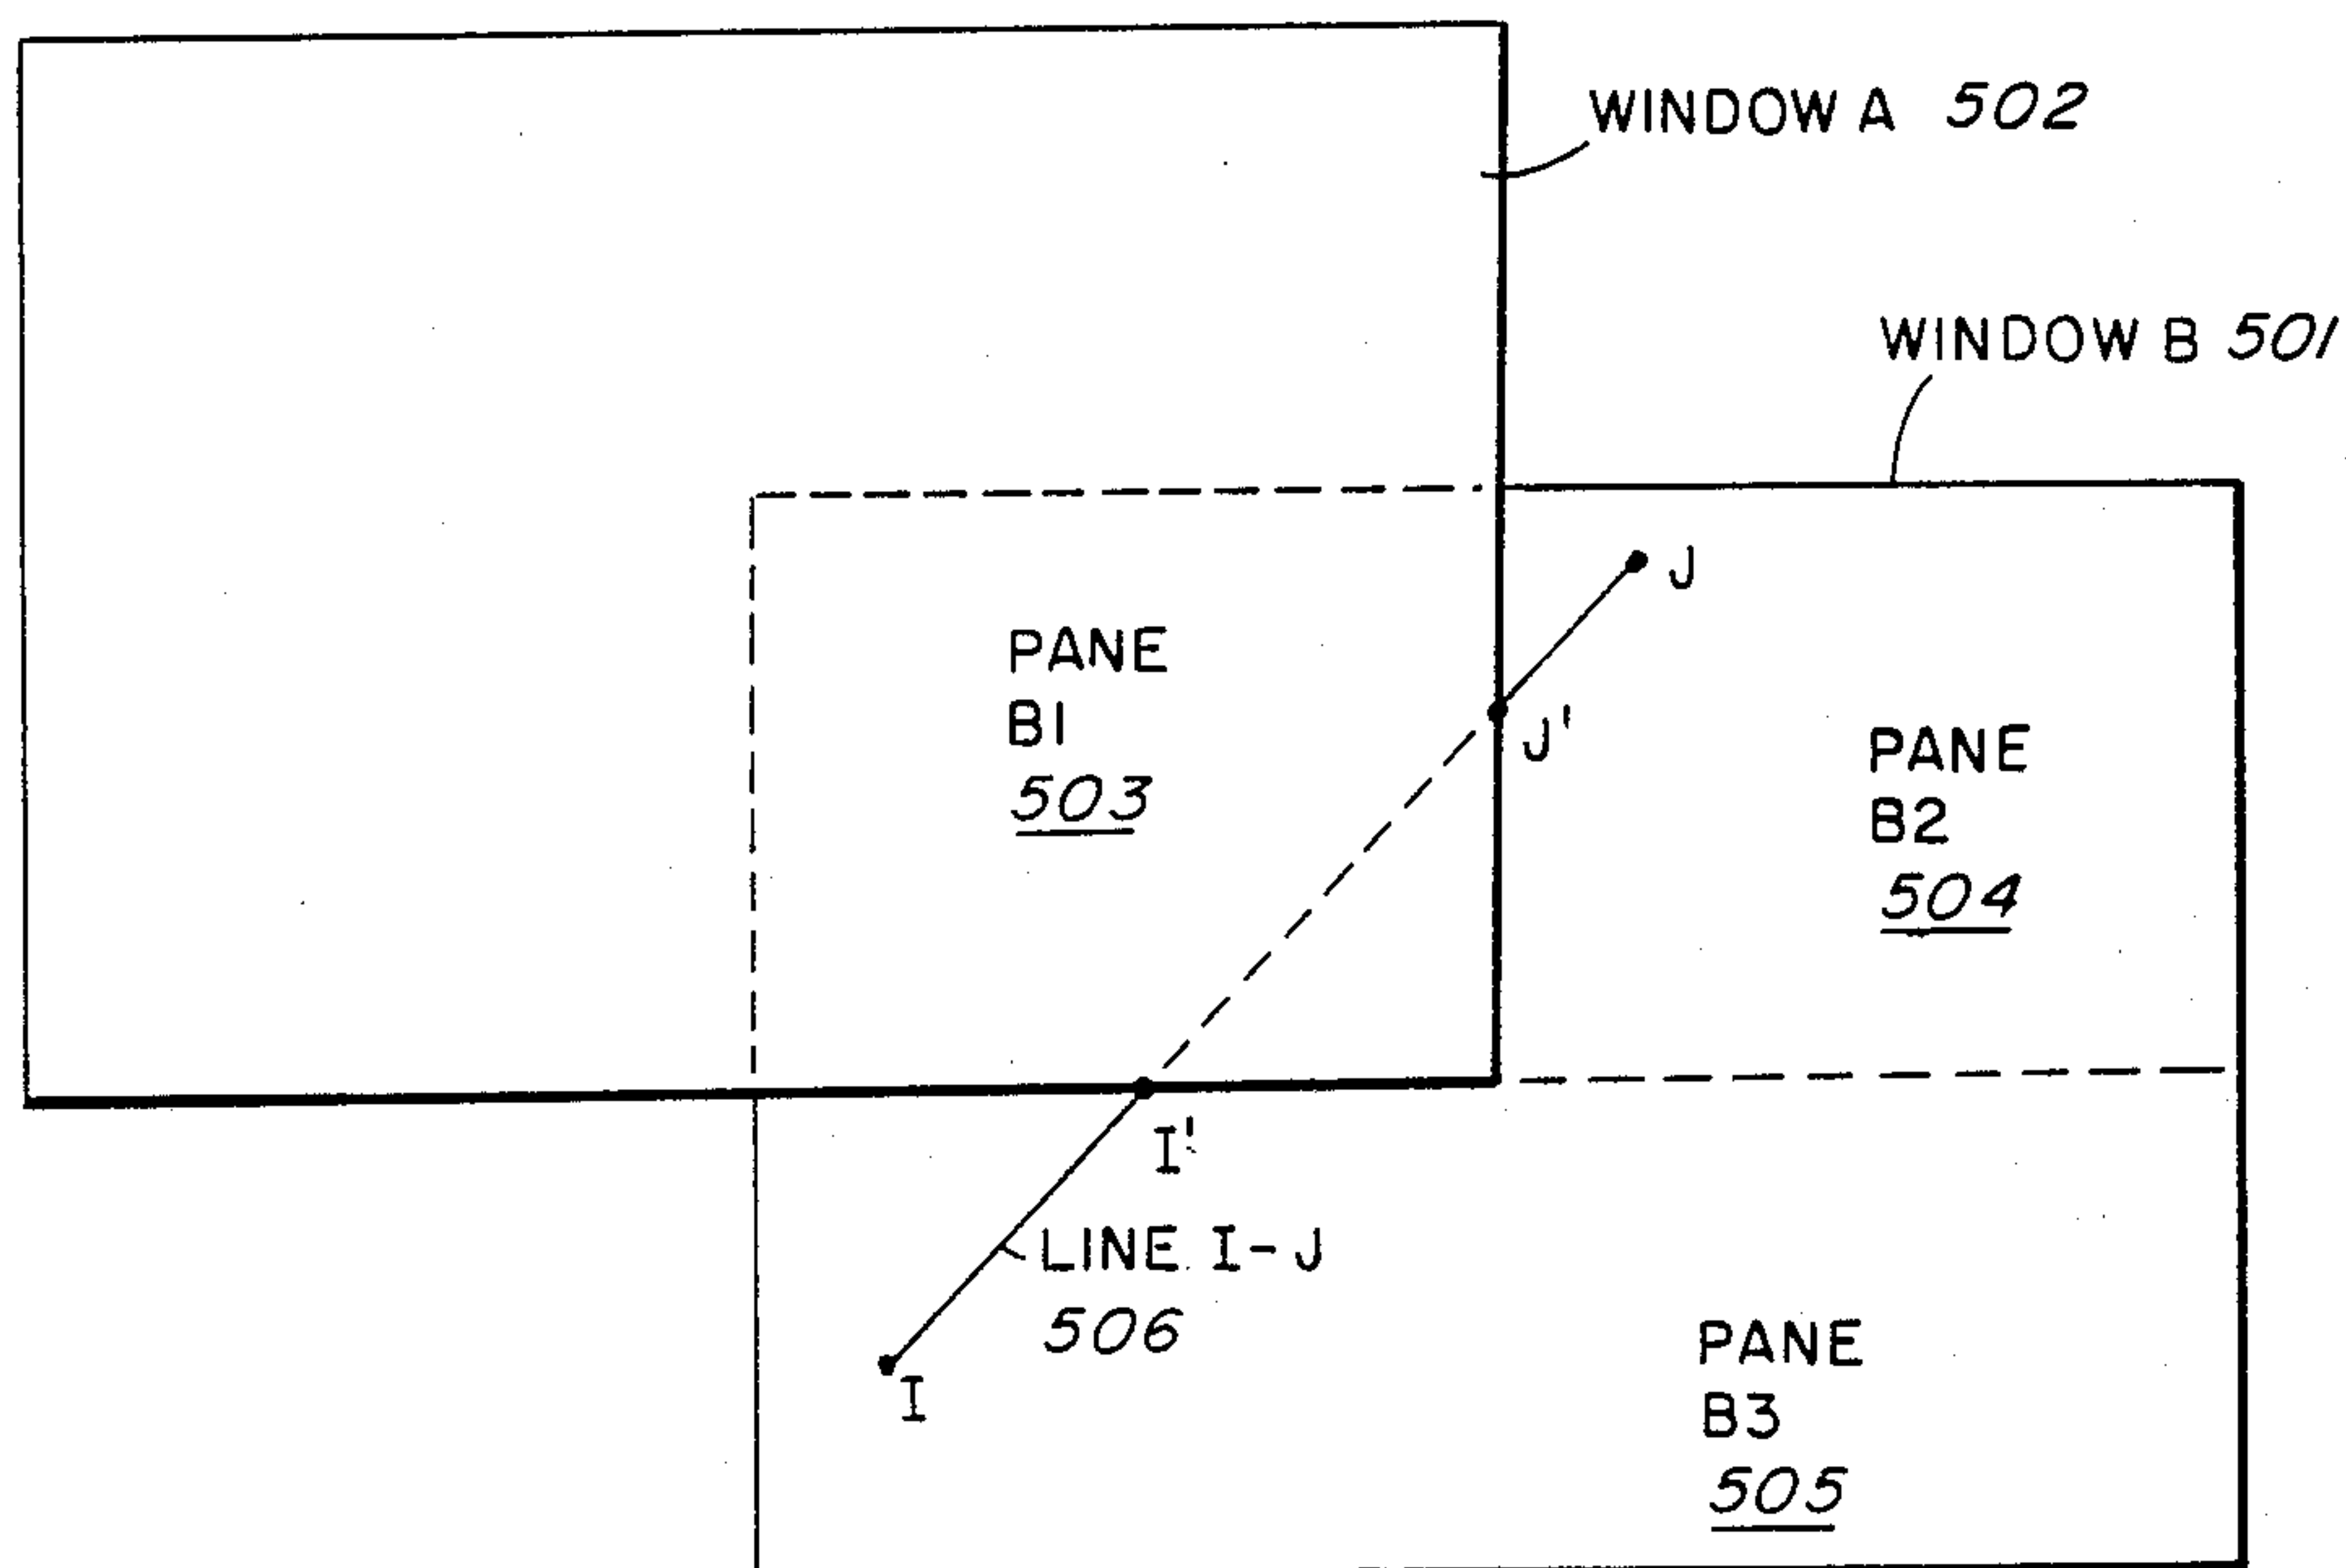 WINDOW A 502
WINDOW B 501
J
PANE
B1
503
J'
PANE
B2
504
I'
LINE I-J
506
I
PANE
B3
505